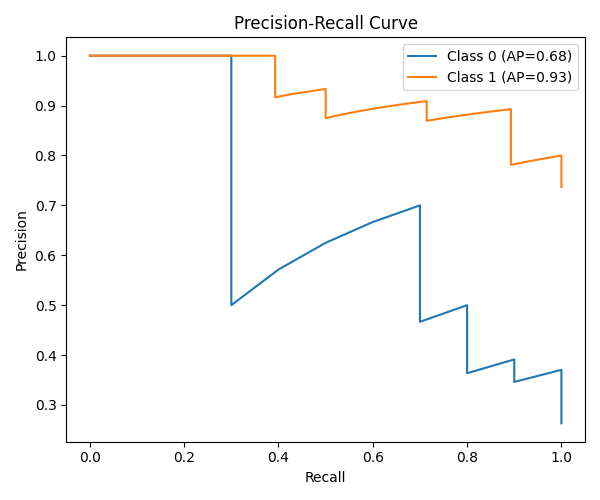 Precision-Recall Curve
Class 0 (AP=0.68)
Class 1 (AP=0.93)
1.0
0.9
0.8
0.7
0.6
0.5
0.4
0.3
Precision
0.0 0.2 0.4 0.6 0.8 1.0
Recall